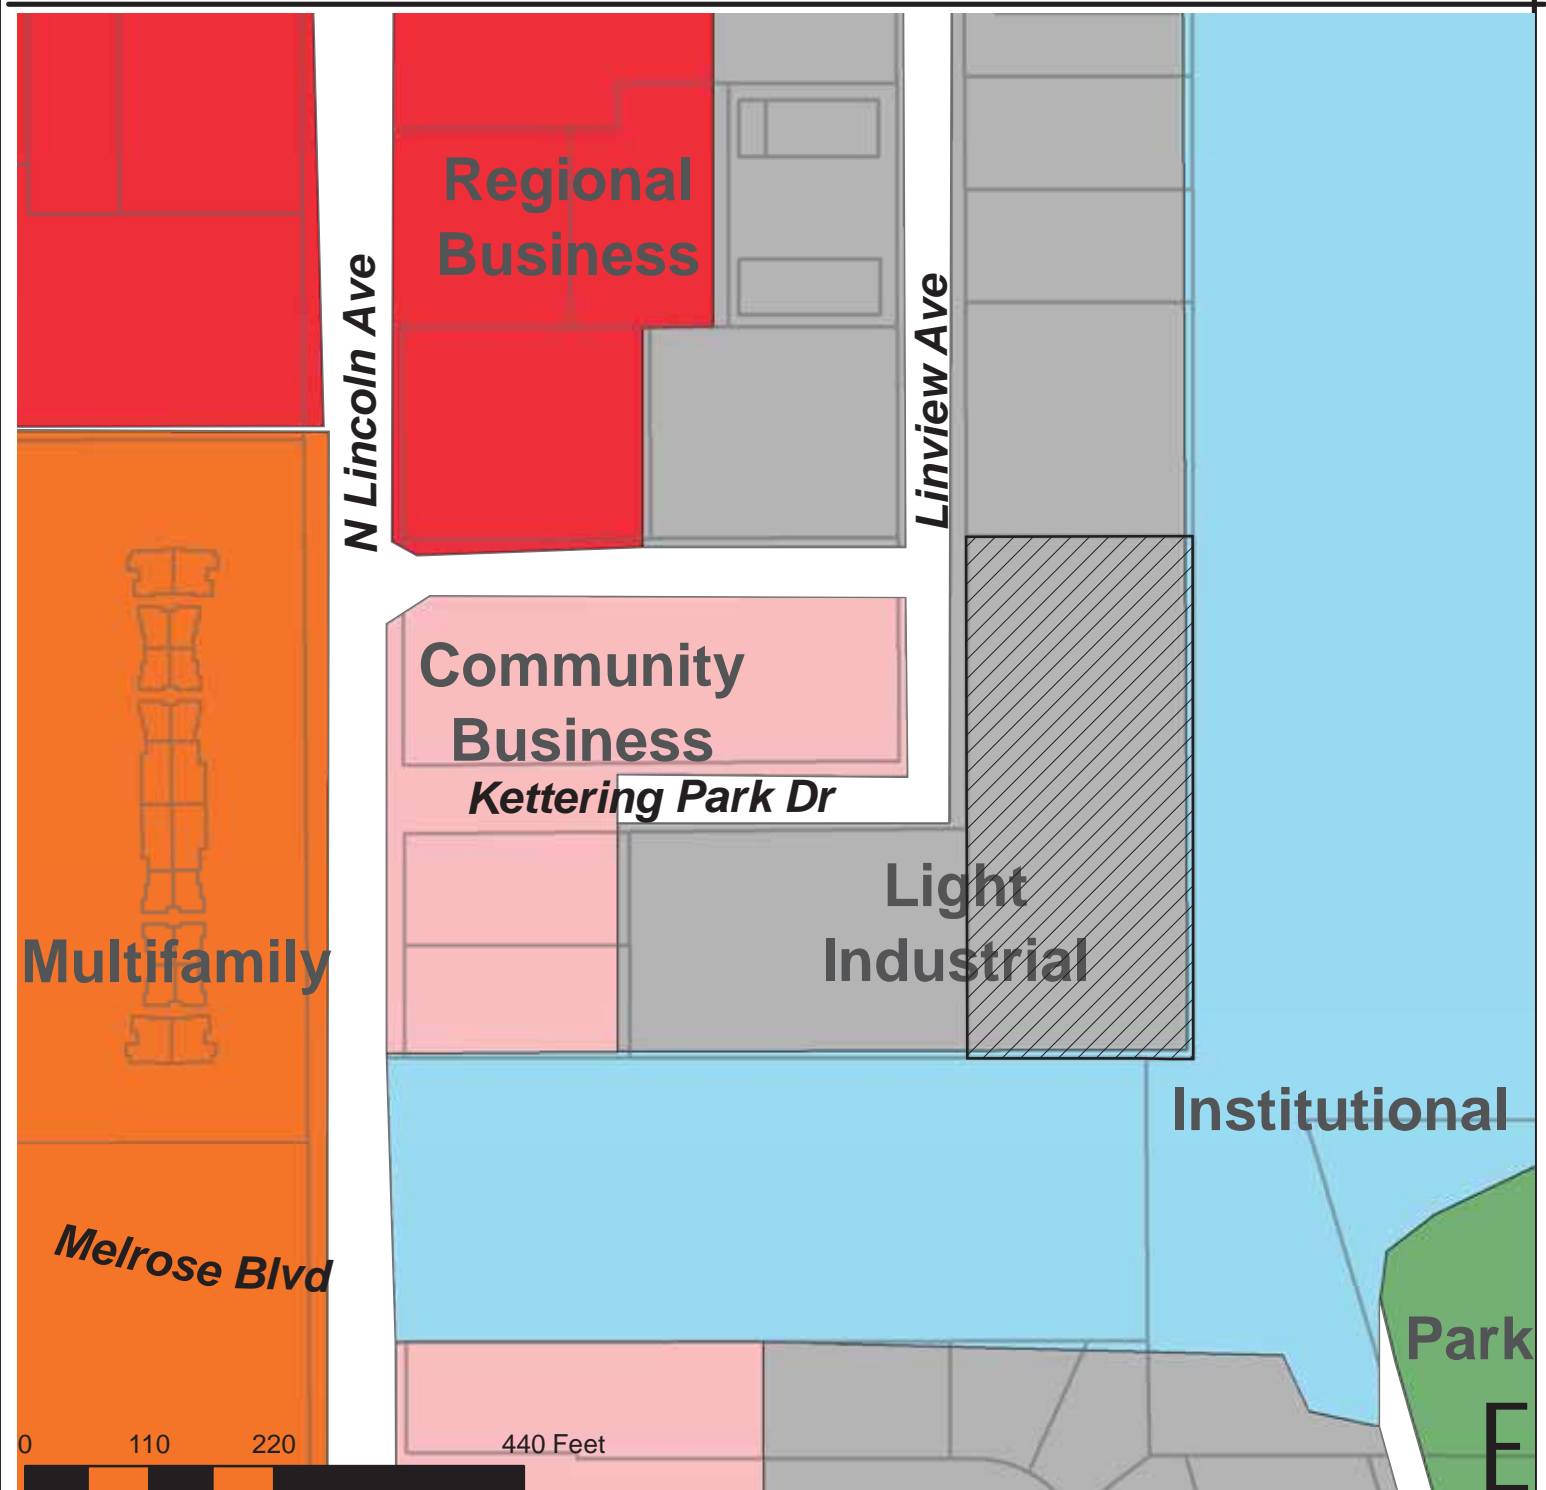 Regional
Business
N Lincoln Ave
Linview Ave
Community
Business
Kettering Park Dr
Light
Industrial
Multifamily
Institutional
Melrose Blvd
Park
0 110 220 440 Feet
E